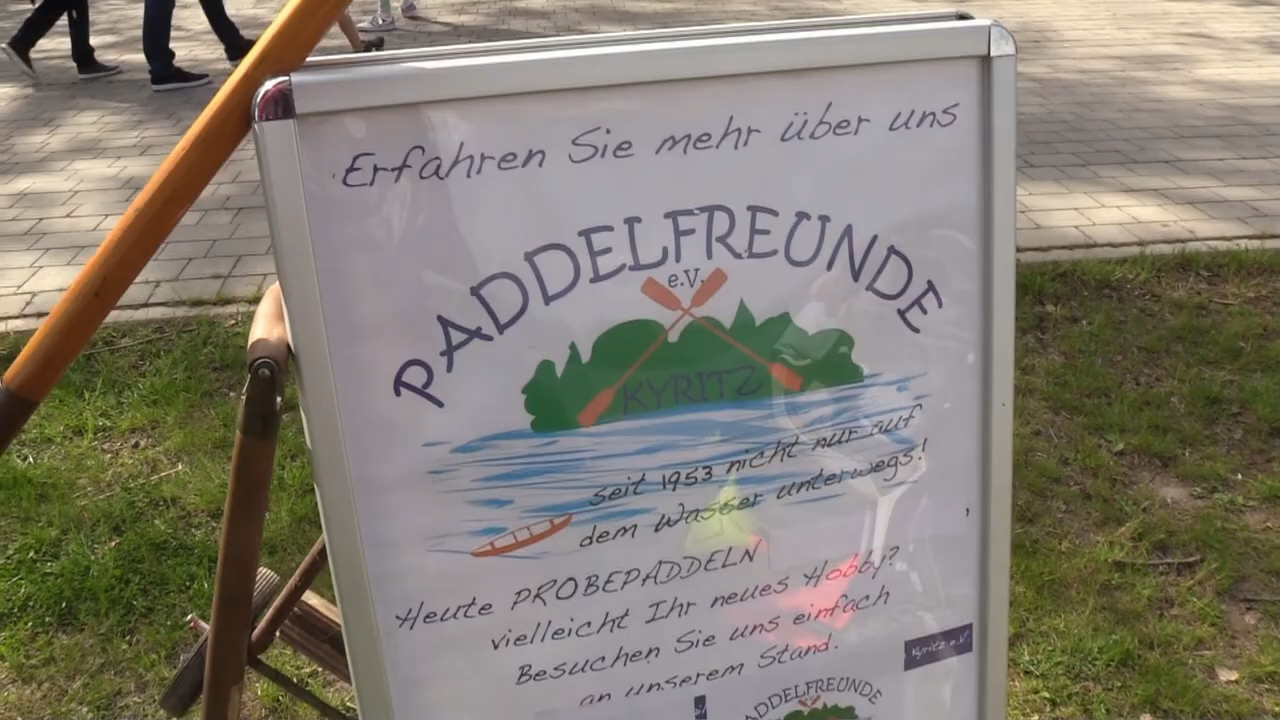 Erfahren Sie mehr über uns
PADDELFREUNDE
e.V.
KYRITZ
seit 1953 nicht nur auf
dem Wasser unterwegs!
Heute PROBEPADDELN
vielleicht Ihr neues Hobby?
Besuchen Sie uns einfach
an unserem Stand.
Kyritz e.V.
ADDELFREUNDE